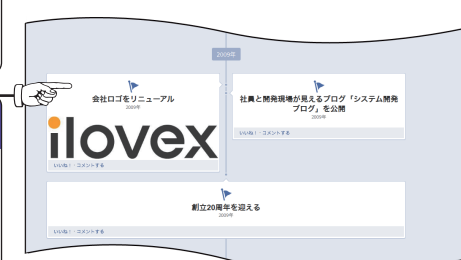 2009年
会社ロゴをリニューアル
2009年
ilovex
いいね！・コメントする
社員と開発現場が見えるブログ「システム開発
ブログ」を公開
2009年
いいね！・コメントする
創立20周年を迎える
2009年
いいね！・コメントする